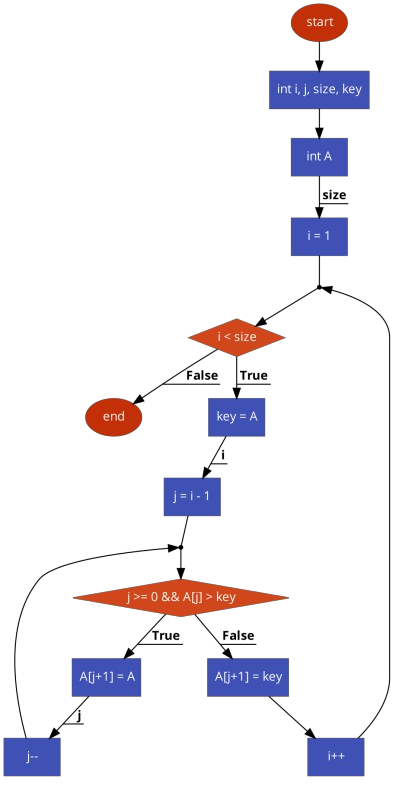 start
int i, j, size, key
int A
size
i = 1
i < size
False
True
end
key = A
i
j = i - 1
j >= 0 && A[j] > key
True
False
A[j+1] = A
A[j+1] = key
j
j--
i++